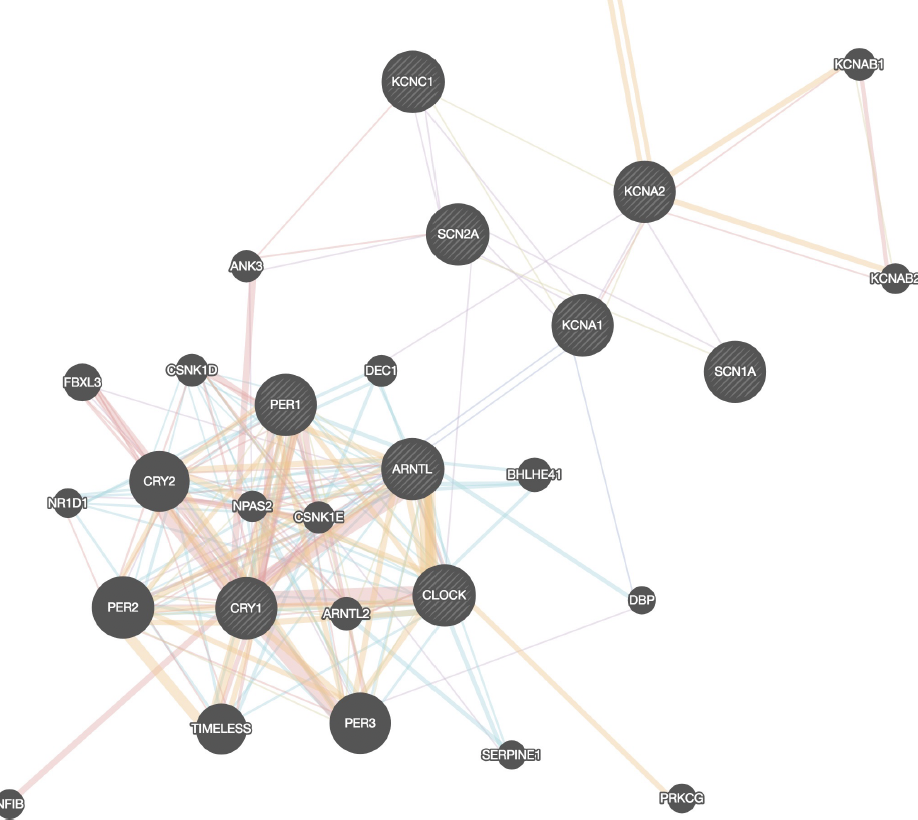 KCNAB1
KCNC1
KCNA2
SCN2A
ANK3
KCNAB2
KCNA1
CSNK1D
DEC1
SCN1A
FBXL3
PER1
ARNTL
CRY2
BHLHE41
NR1D1
NPAS2
CSNK1E
CLOCK
DBP
PER2
CRY1
ARNTL2
PER3
TIMELESS
SERPINE1
PRKCG
NFIB